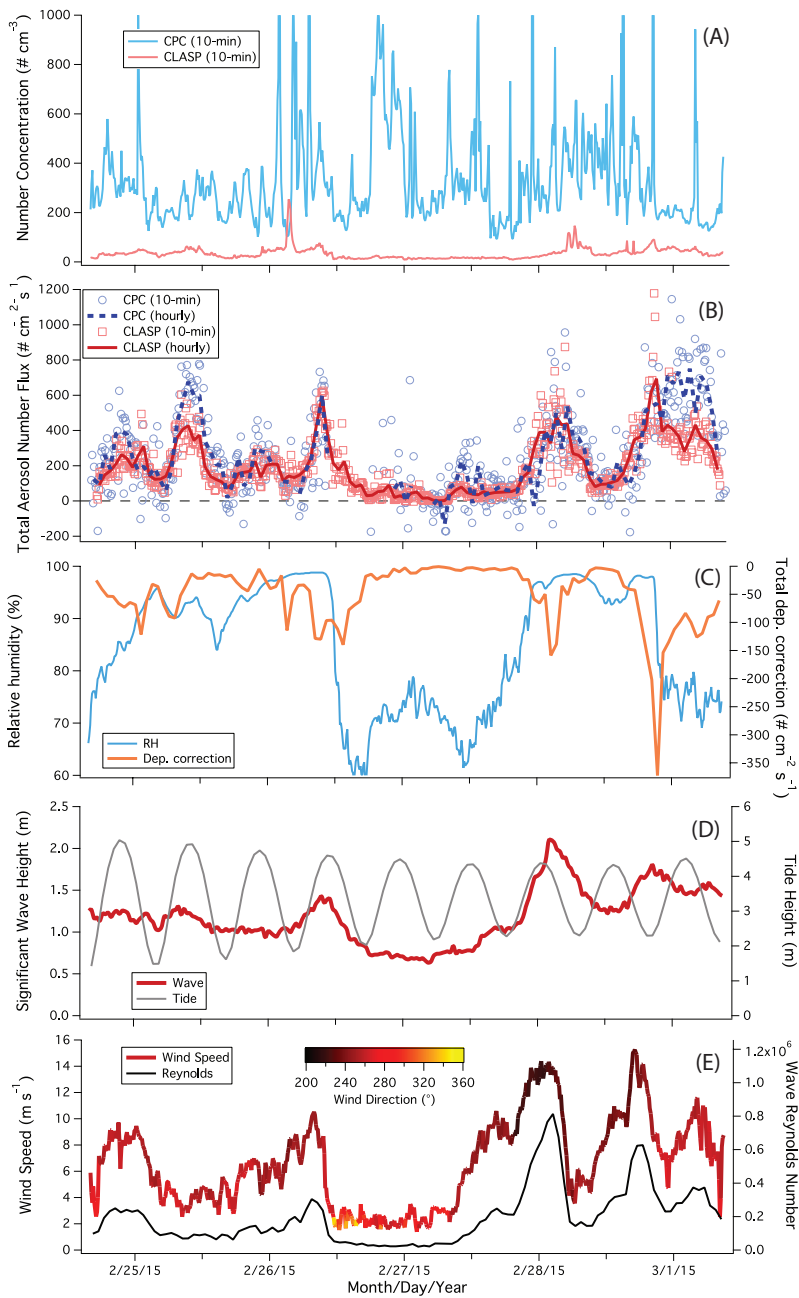 (A)
1000
800
600
400
200
0
Number Concentration (# cm-3)
CPC (10-min)
CLASP (10-min)
(B)
1200
1000
800
600
400
200
0
-200
Total Aerosol Number Flux (# cm-2 s-1)
CPC (10-min)
CPC (hourly)
CLASP (10-min)
CLASP (hourly)
(C)
100
90
80
70
60
Relative humidity (%)
0
-50
-100
-150
-200
-250
-300
-350
Total dep. correction (# cm-2 s-1)
RH
Dep. correction
(D)
2.5
2.0
1.5
1.0
0.5
0.0
Significant Wave Height (m)
6
5
4
3
2
1
0
Tide Height (m)
Wave
Tide
(E)
16
14
12
10
8
6
4
2
0
Wind Speed (m s-1)
Wind Speed
Reynolds
200 240 280 320 360
Wind Direction (°)
1.2x10^6
1.0
0.8
0.6
0.4
0.2
0.0
Wave Reynolds Number
2/25/15 2/26/15 2/27/15 2/28/15 3/1/15
Month/Day/Year